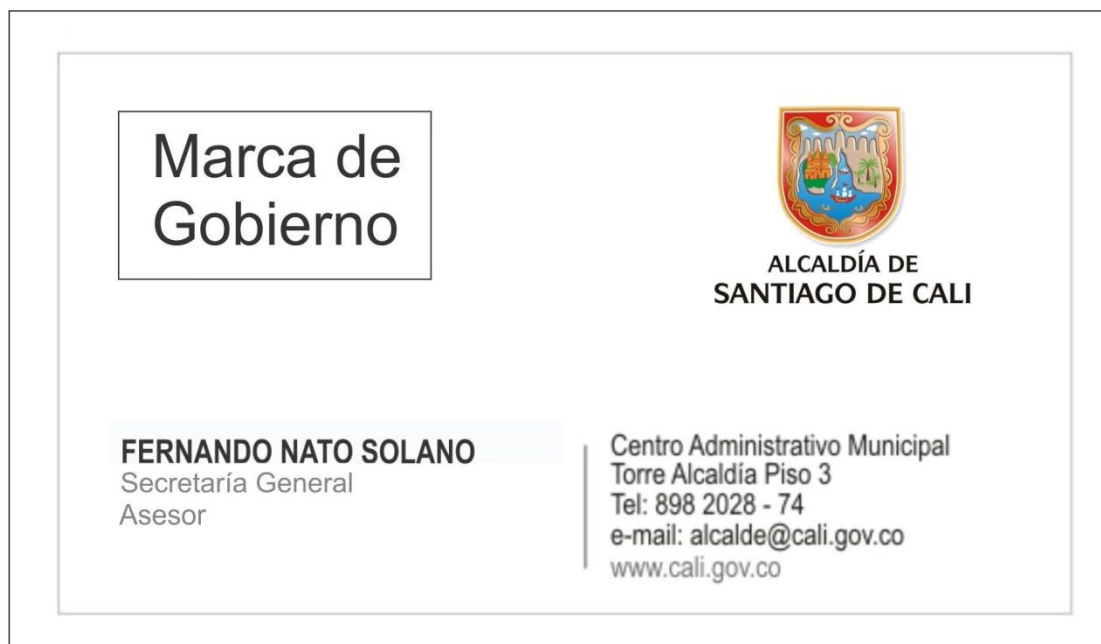 Marca de
Gobierno
ALCALDÍA DE
SANTIAGO DE CALI
FERNANDO NATO SOLANO
Secretaría General
Asesor
Centro Administrativo Municipal
Torre Alcaldía Piso 3
Tel: 898 2028 - 74
e-mail: alcalde@cali.gov.co
www.cali.gov.co